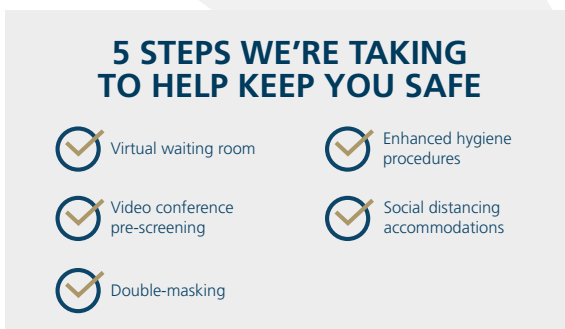 5 STEPS WE’RE TAKING
TO HELP KEEP YOU SAFE
Virtual waiting room
Video conference
pre-screening
Double-masking
Enhanced hygiene
procedures
Social distancing
accommodations